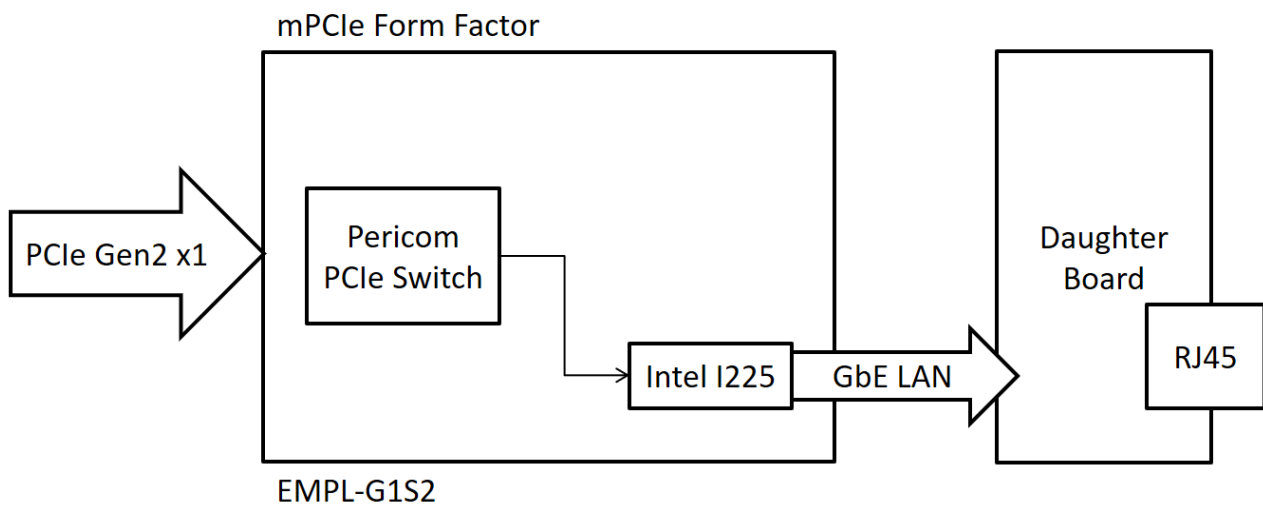 mPCIe Form Factor
PCIe Gen2 x1
Pericom
PCIe Switch
Intel I225
GbE LAN
Daughter
Board
RJ45
EMPL-G1S2